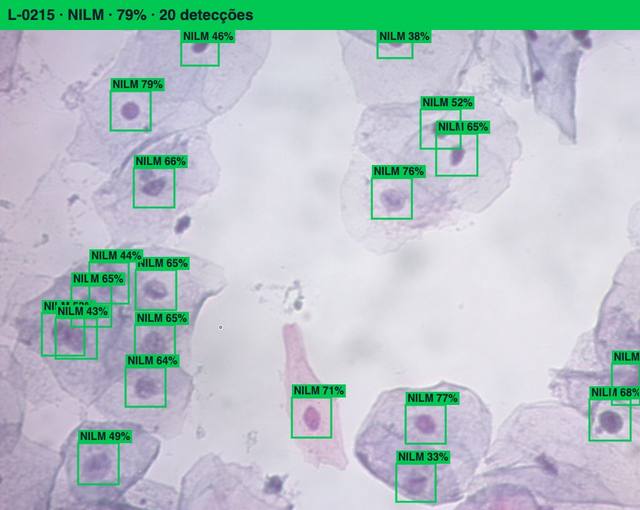 L-0215 · NILM · 79% · 20 detecções
NILM 46%
NILM 38%
NILM 79%
NILM 52%
NILM 65%
NILM 66%
NILM 76%
NILM 44%
NILM 65%
NILM 65%
NILM 43%
NILM 65%
NILM 64%
NILM
NILM 71%
NILM 77%
NILM 68%
NILM 49%
NILM 33%